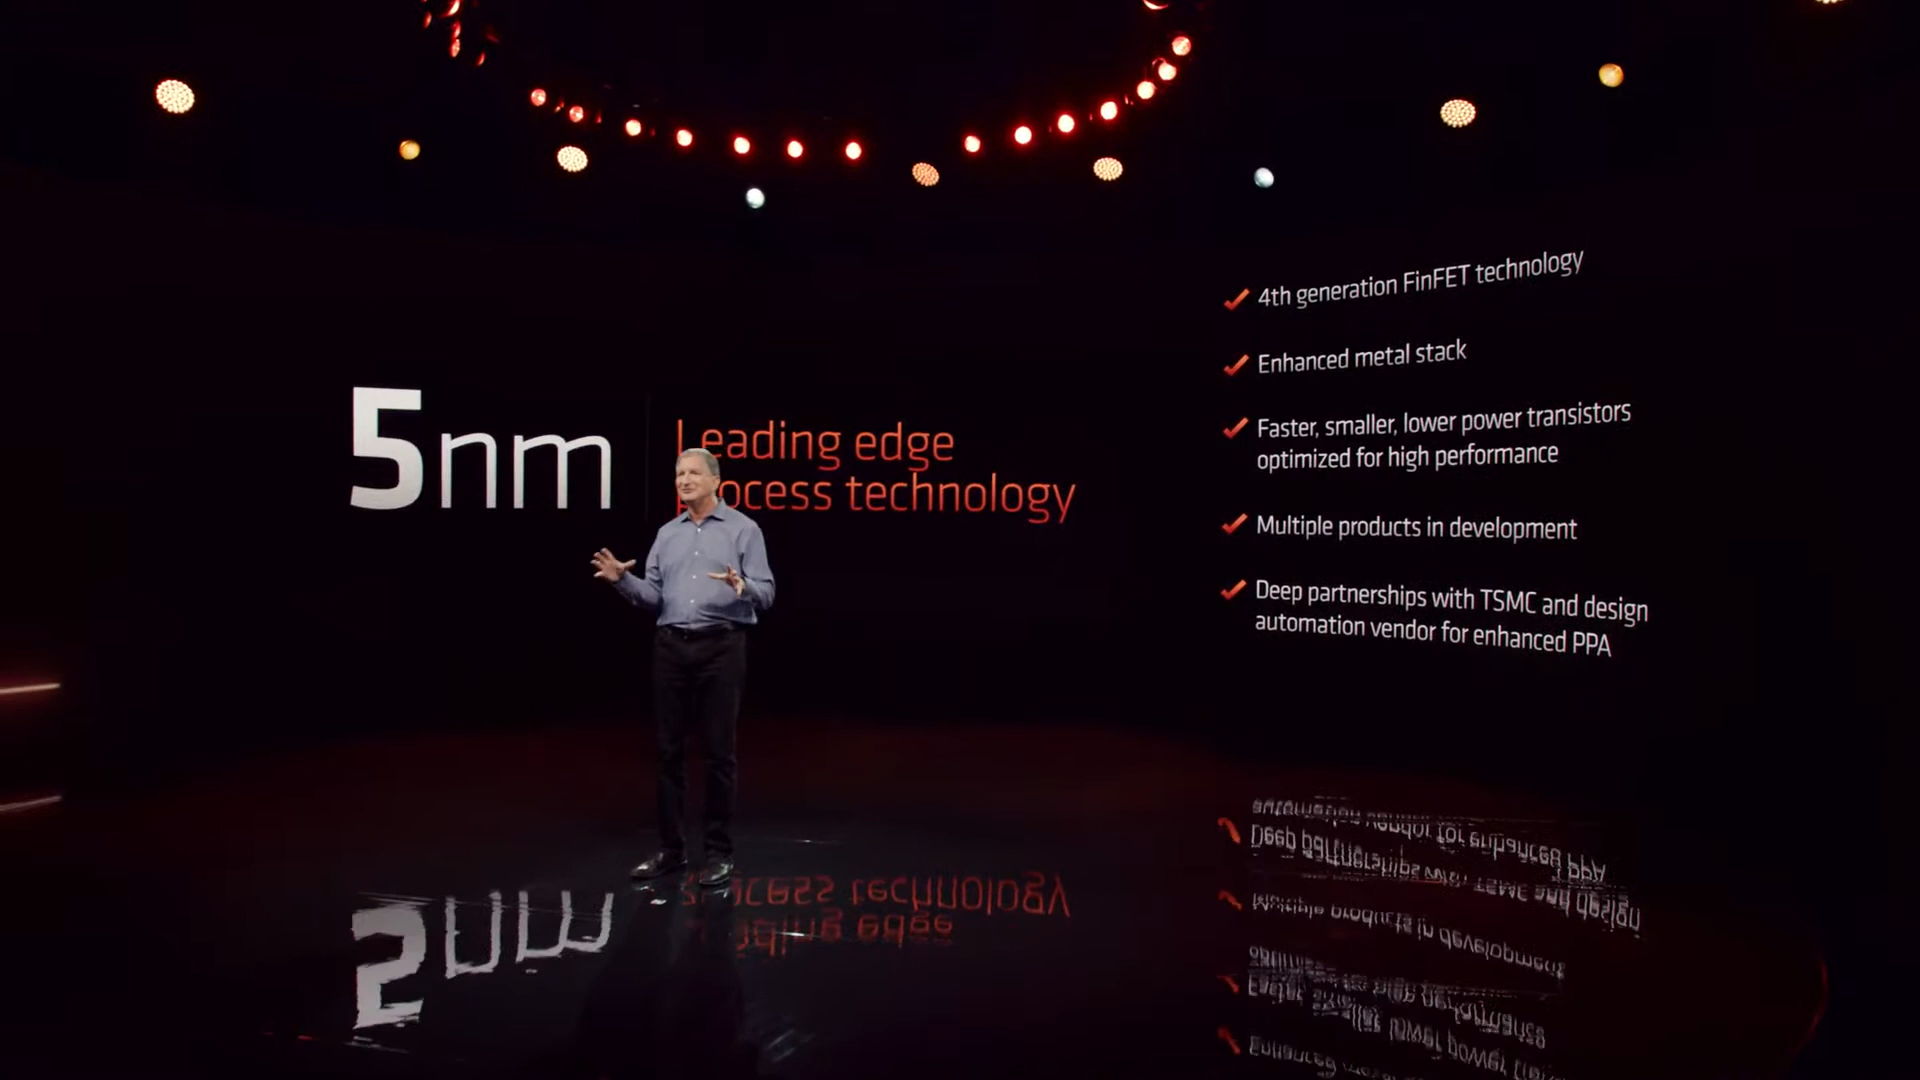 5nm
Leading edge
process technology
4th generation FinFET technology
Enhanced metal stack
Faster, smaller, lower power transistors
optimized for high performance
Multiple products in development
Deep partnerships with TSMC and design
automation vendor for enhanced PPA